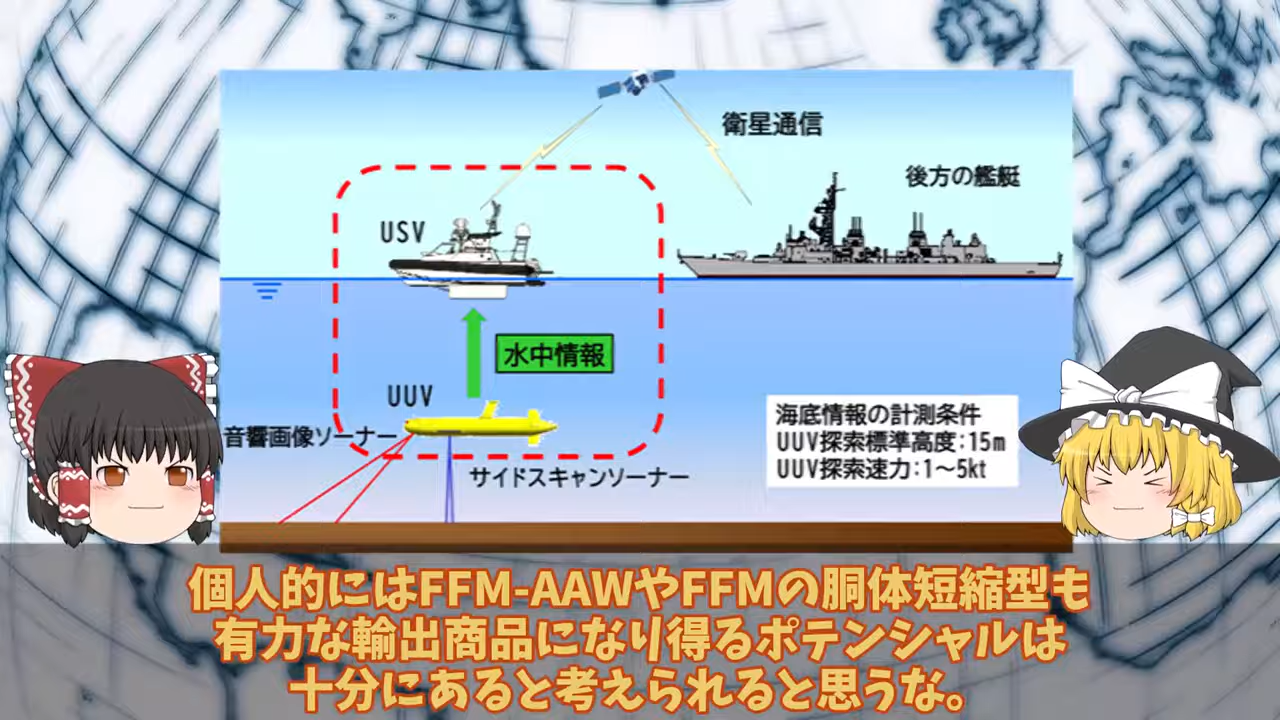 衛星通信
後方の艦艇
USV
水中情報
UUV
音響画像ソーナー
サイドスキャンソーナー
海底情報の計測条件
UUV探索標準高度:15m
UUV探索速力:1～5kt
個人的にはFFM-AAWやFFMの胴体短縮型も
有力な輸出商品になり得るポテンシャルは
十分にあると考えられると思うな。